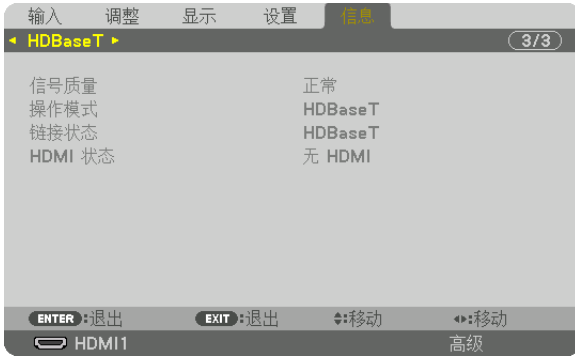 输入 调整 显示 设置 信息
HDBaseT 3/3
信号质量 正常
操作模式 HDBaseT
链接状态 HDBaseT
HDMI 状态 无 HDMI
ENTER:退出 EXIT:退出 :移动 :移动
HDMI1 高级